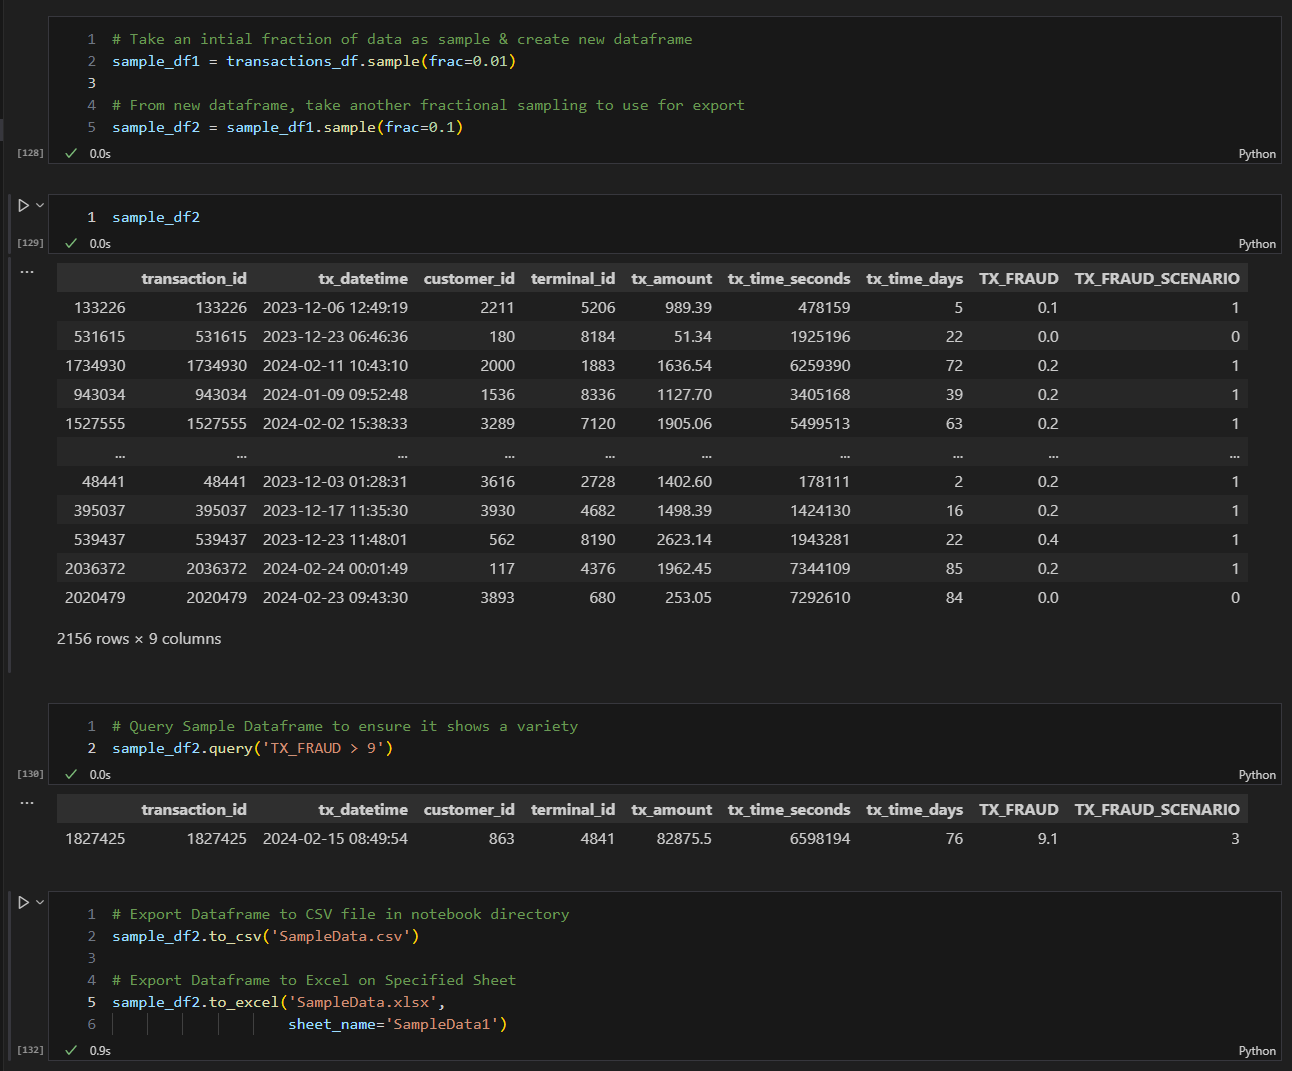 1 # Take an intial fraction of data as sample & create new dataframe
2 sample_df1 = transactions_df.sample(frac=0.01)
3
4 # From new dataframe, take another fractional sampling to use for export
5 sample_df2 = sample_df1.sample(frac=0.1)
[128] ✓ 0.0s Python
1 sample_df2
[129] ✓ 0.0s Python
...
transaction_id tx_datetime customer_id terminal_id tx_amount tx_time_seconds tx_time_days TX_FRAUD TX_FRAUD_SCENARIO
133226 133226 2023-12-06 12:49:19 2211 5206 989.39 478159 5 0.1 1
531615 531615 2023-12-23 06:46:36 180 8184 51.34 1925196 22 0.0 0
1734930 1734930 2024-02-11 10:43:10 2000 1883 1636.54 6259390 72 0.2 1
943034 943034 2024-01-09 09:52:48 1536 8336 1127.70 3405168 39 0.2 1
1527555 1527555 2024-02-02 15:38:33 3289 7120 1905.06 5499513 63 0.2 1
... ... ... ... ... ... ... ... ... ...
48441 48441 2023-12-03 01:28:31 3616 2728 1402.60 178111 2 0.2 1
395037 395037 2023-12-17 11:35:30 3930 4682 1498.39 1424130 16 0.2 1
539437 539437 2023-12-23 11:48:01 562 8190 2623.14 1943281 22 0.4 1
2036372 2036372 2024-02-24 00:01:49 117 4376 1962.45 7344109 85 0.2 1
2020479 2020479 2024-02-23 09:43:30 3893 680 253.05 7292610 84 0.0 0
2156 rows × 9 columns
1 # Query Sample Dataframe to ensure it shows a variety
2 sample_df2.query('TX_FRAUD > 9')
[130] ✓ 0.0s Python
...
transaction_id tx_datetime customer_id terminal_id tx_amount tx_time_seconds tx_time_days TX_FRAUD TX_FRAUD_SCENARIO
1827425 1827425 2024-02-15 08:49:54 863 4841 82875.5 6598194 76 9.1 3
1 # Export Dataframe to CSV file in notebook directory
2 sample_df2.to_csv('SampleData.csv')
3
4 # Export Dataframe to Excel on Specified Sheet
5 sample_df2.to_excel('SampleData.xlsx',
6 sheet_name='SampleData1')
[132] ✓ 0.9s Python